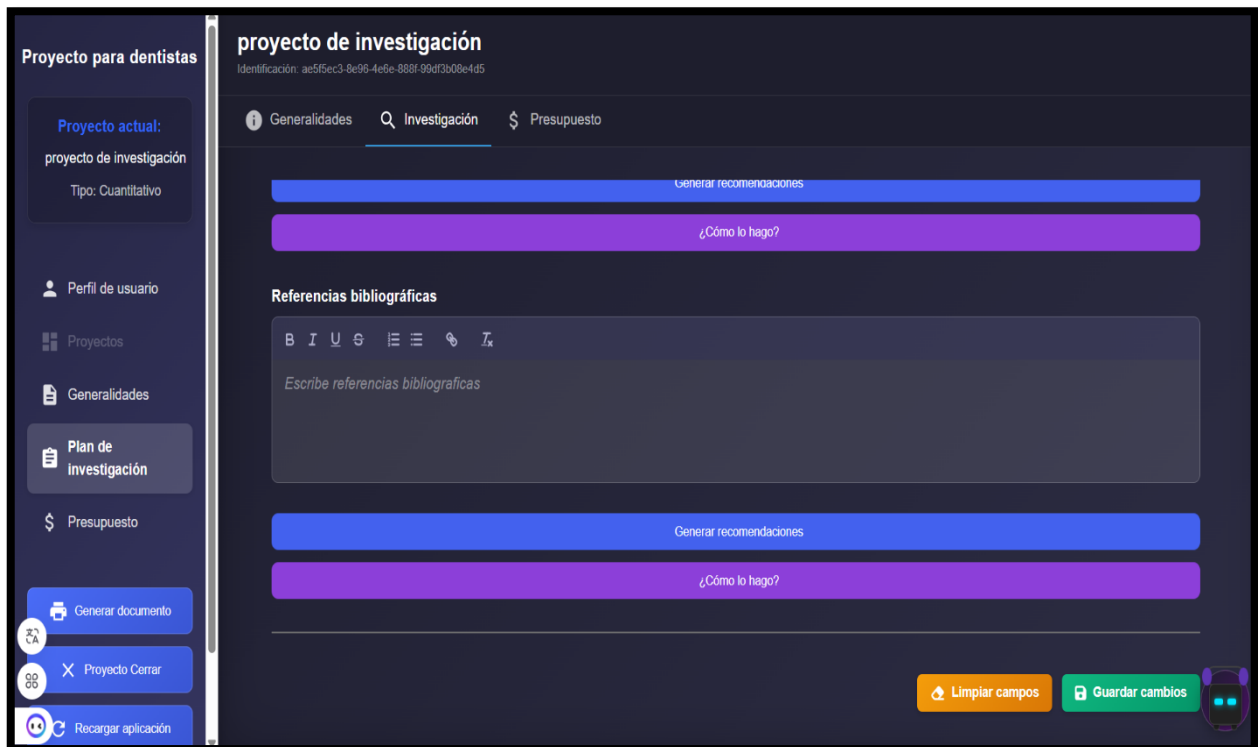 Proyecto para dentistas
Proyecto actual:
proyecto de investigación
Tipo: Cuantitativo
Perfil de usuario
Proyectos
Generalidades
Plan de
investigación
Presupuesto
Generar documento
Proyecto Cerrar
Recargar aplicación
proyecto de investigación
Identificación: ae5f5ec3-8e96-4e6e-888f-99df3b08e4d5
Generalidades
Investigación
Presupuesto
Generar recomendaciones
¿Cómo lo hago?
Referencias bibliográficas
B I U S
Escribe referencias bibliograficas
Generar recomendaciones
¿Cómo lo hago?
Limpiar campos
Guardar cambios